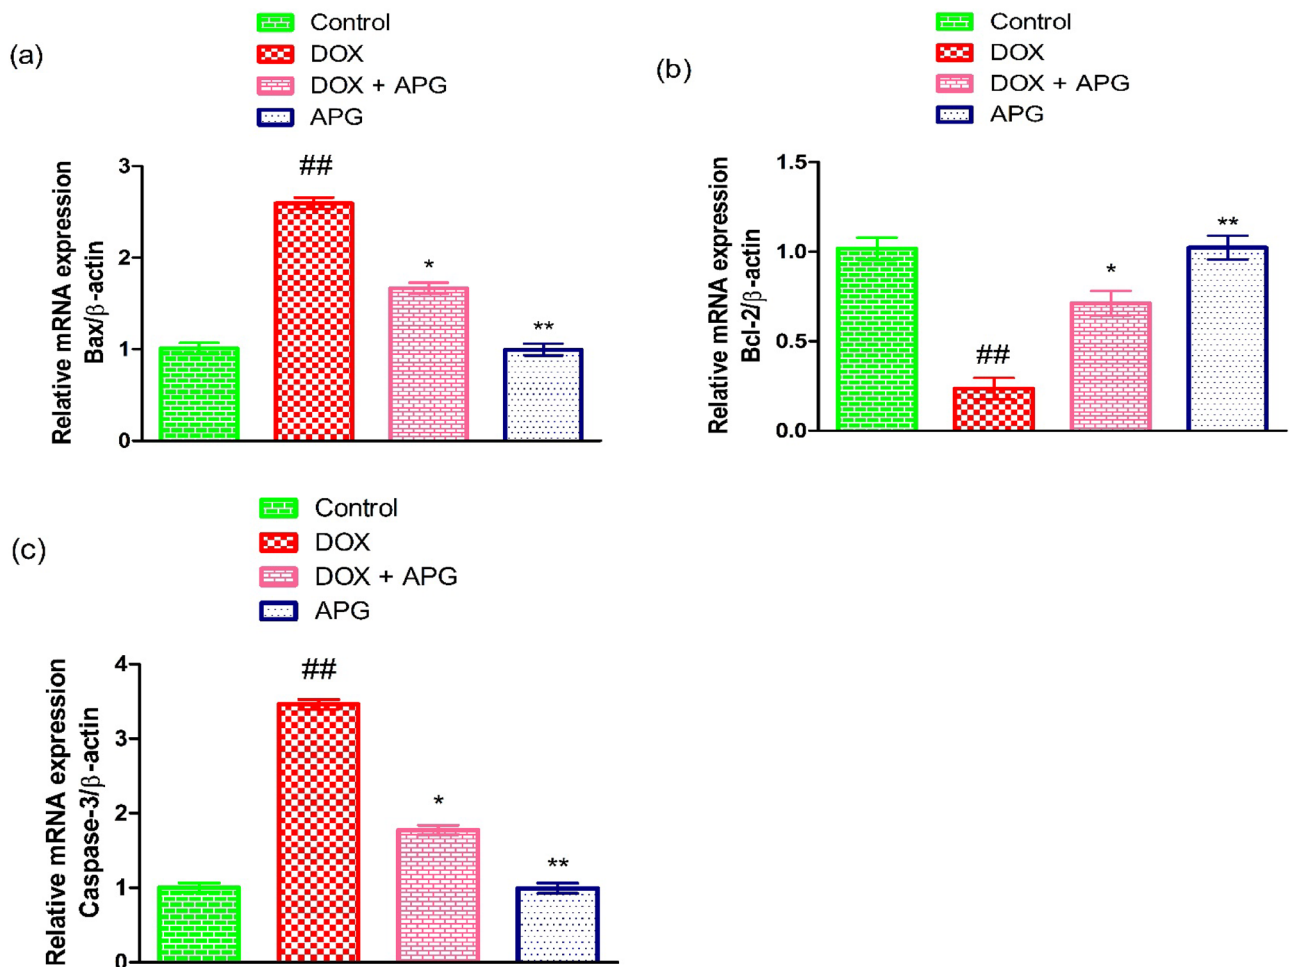 (a)
Control
DOX
DOX + APG
APG
Relative mRNA expression
Bax/β-actin
3
2
1
0
##
*
**
(b)
Control
DOX
DOX + APG
APG
Relative mRNA expression
Bcl-2/β-actin
1.5
1.0
0.5
0.0
##
*
**
(c)
Control
DOX
DOX + APG
APG
Relative mRNA expression
Caspase-3/β-actin
4
3
2
1
0
##
*
**